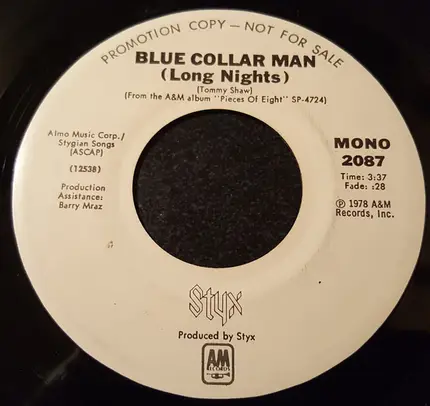 PROMOTION COPY — NOT FOR SALE
BLUE COLLAR MAN
(Long Nights)
(Tommy Shaw)
(From the A&M album "Pieces Of Eight" SP-4724)
Almo Music Corp./
Stygian Songs
(ASCAP)
(12538)
Production
Assistance:
Barry Mraz
MONO
2087
Time: 3:37
Fade: :28
℗ 1978 A&M
Records, Inc.
Styx
Produced by Styx
AM
RECORDS